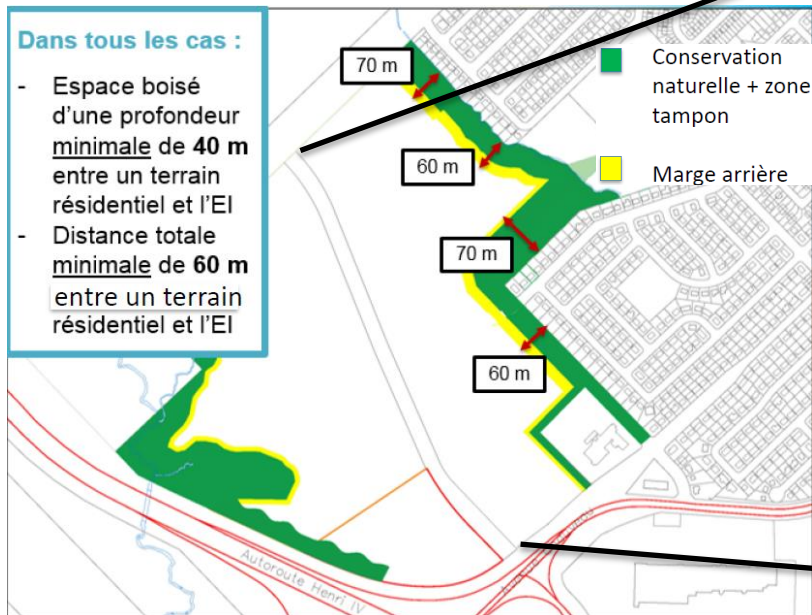 Dans tous les cas :
- Espace boisé
d'une profondeur
minimale de 40 m
entre un terrain
résidentiel et l'EI
- Distance totale
minimale de 60 m
entre un terrain
résidentiel et l'EI
70 m
60 m
70 m
60 m
Conservation
naturelle + zone
tampon
Marge arrière
Autoroute Henri IV